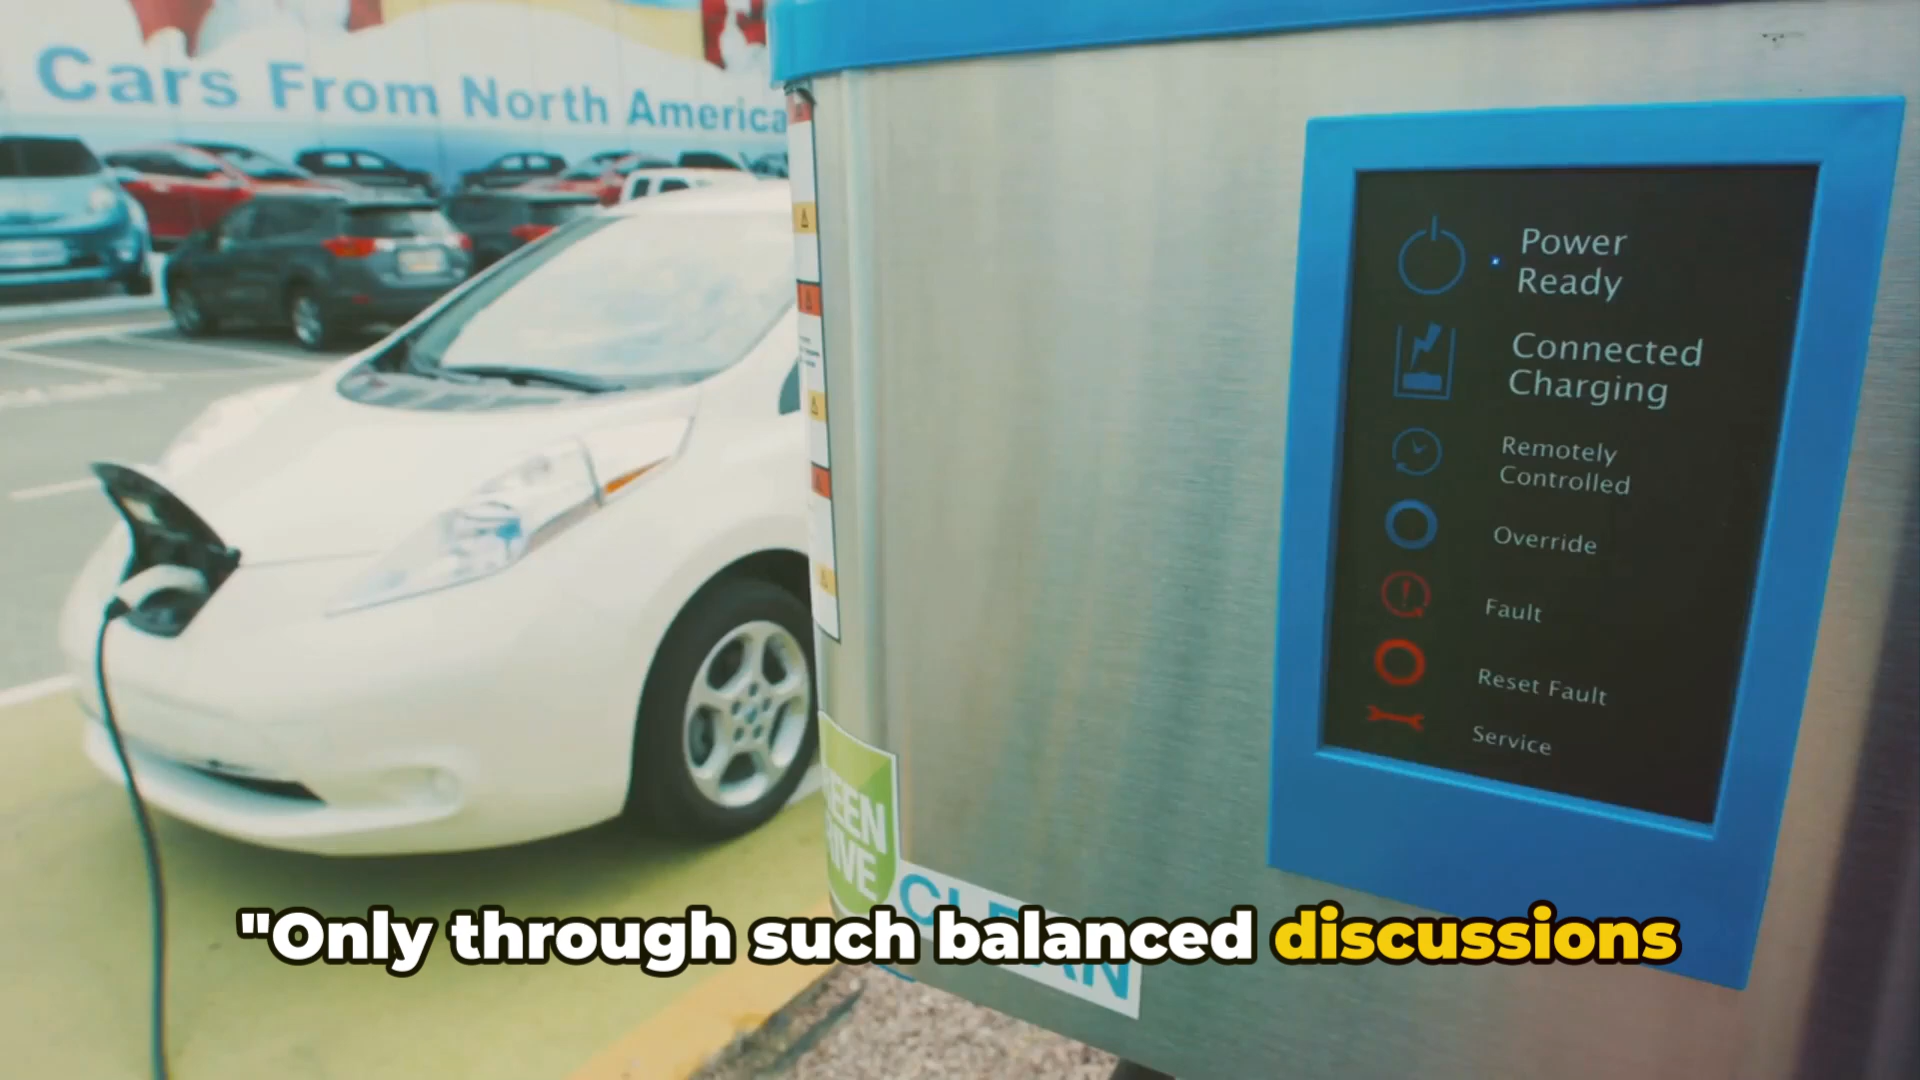 Cars From North America
Power
Ready
Connected
Charging
Remotely
Controlled
Override
Fault
Reset Fault
Service
"Only through such balanced discussions